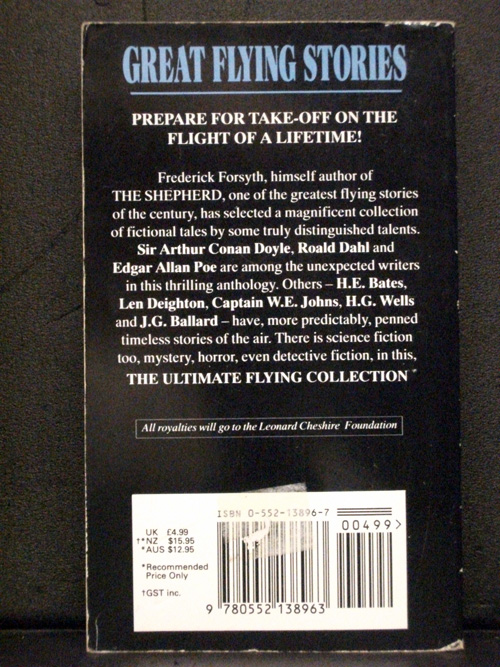 GREAT FLYING STORIES
PREPARE FOR TAKE-OFF ON THE
FLIGHT OF A LIFETIME!
Frederick Forsyth, himself author of
THE SHEPHERD, one of the greatest flying stories
of the century, has selected a magnificent collection
of fictional tales by some truly distinguished talents.
Sir Arthur Conan Doyle, Roald Dahl and
Edgar Allan Poe are among the unexpected writers
in this thrilling anthology. Others – H.E. Bates,
Len Deighton, Captain W.E. Johns, H.G. Wells
and J.G. Ballard – have, more predictably, penned
timeless stories of the air. There is science fiction
too, mystery, horror, even detective fiction, in this,
THE ULTIMATE FLYING COLLECTION
All royalties will go to the Leonard Cheshire Foundation
ISBN 0-552-13896-7
UK £4.99
†*NZ $15.95
*AUS $12.95
*Recommended
Price Only
†GST inc.
00499>
9 780552 138963